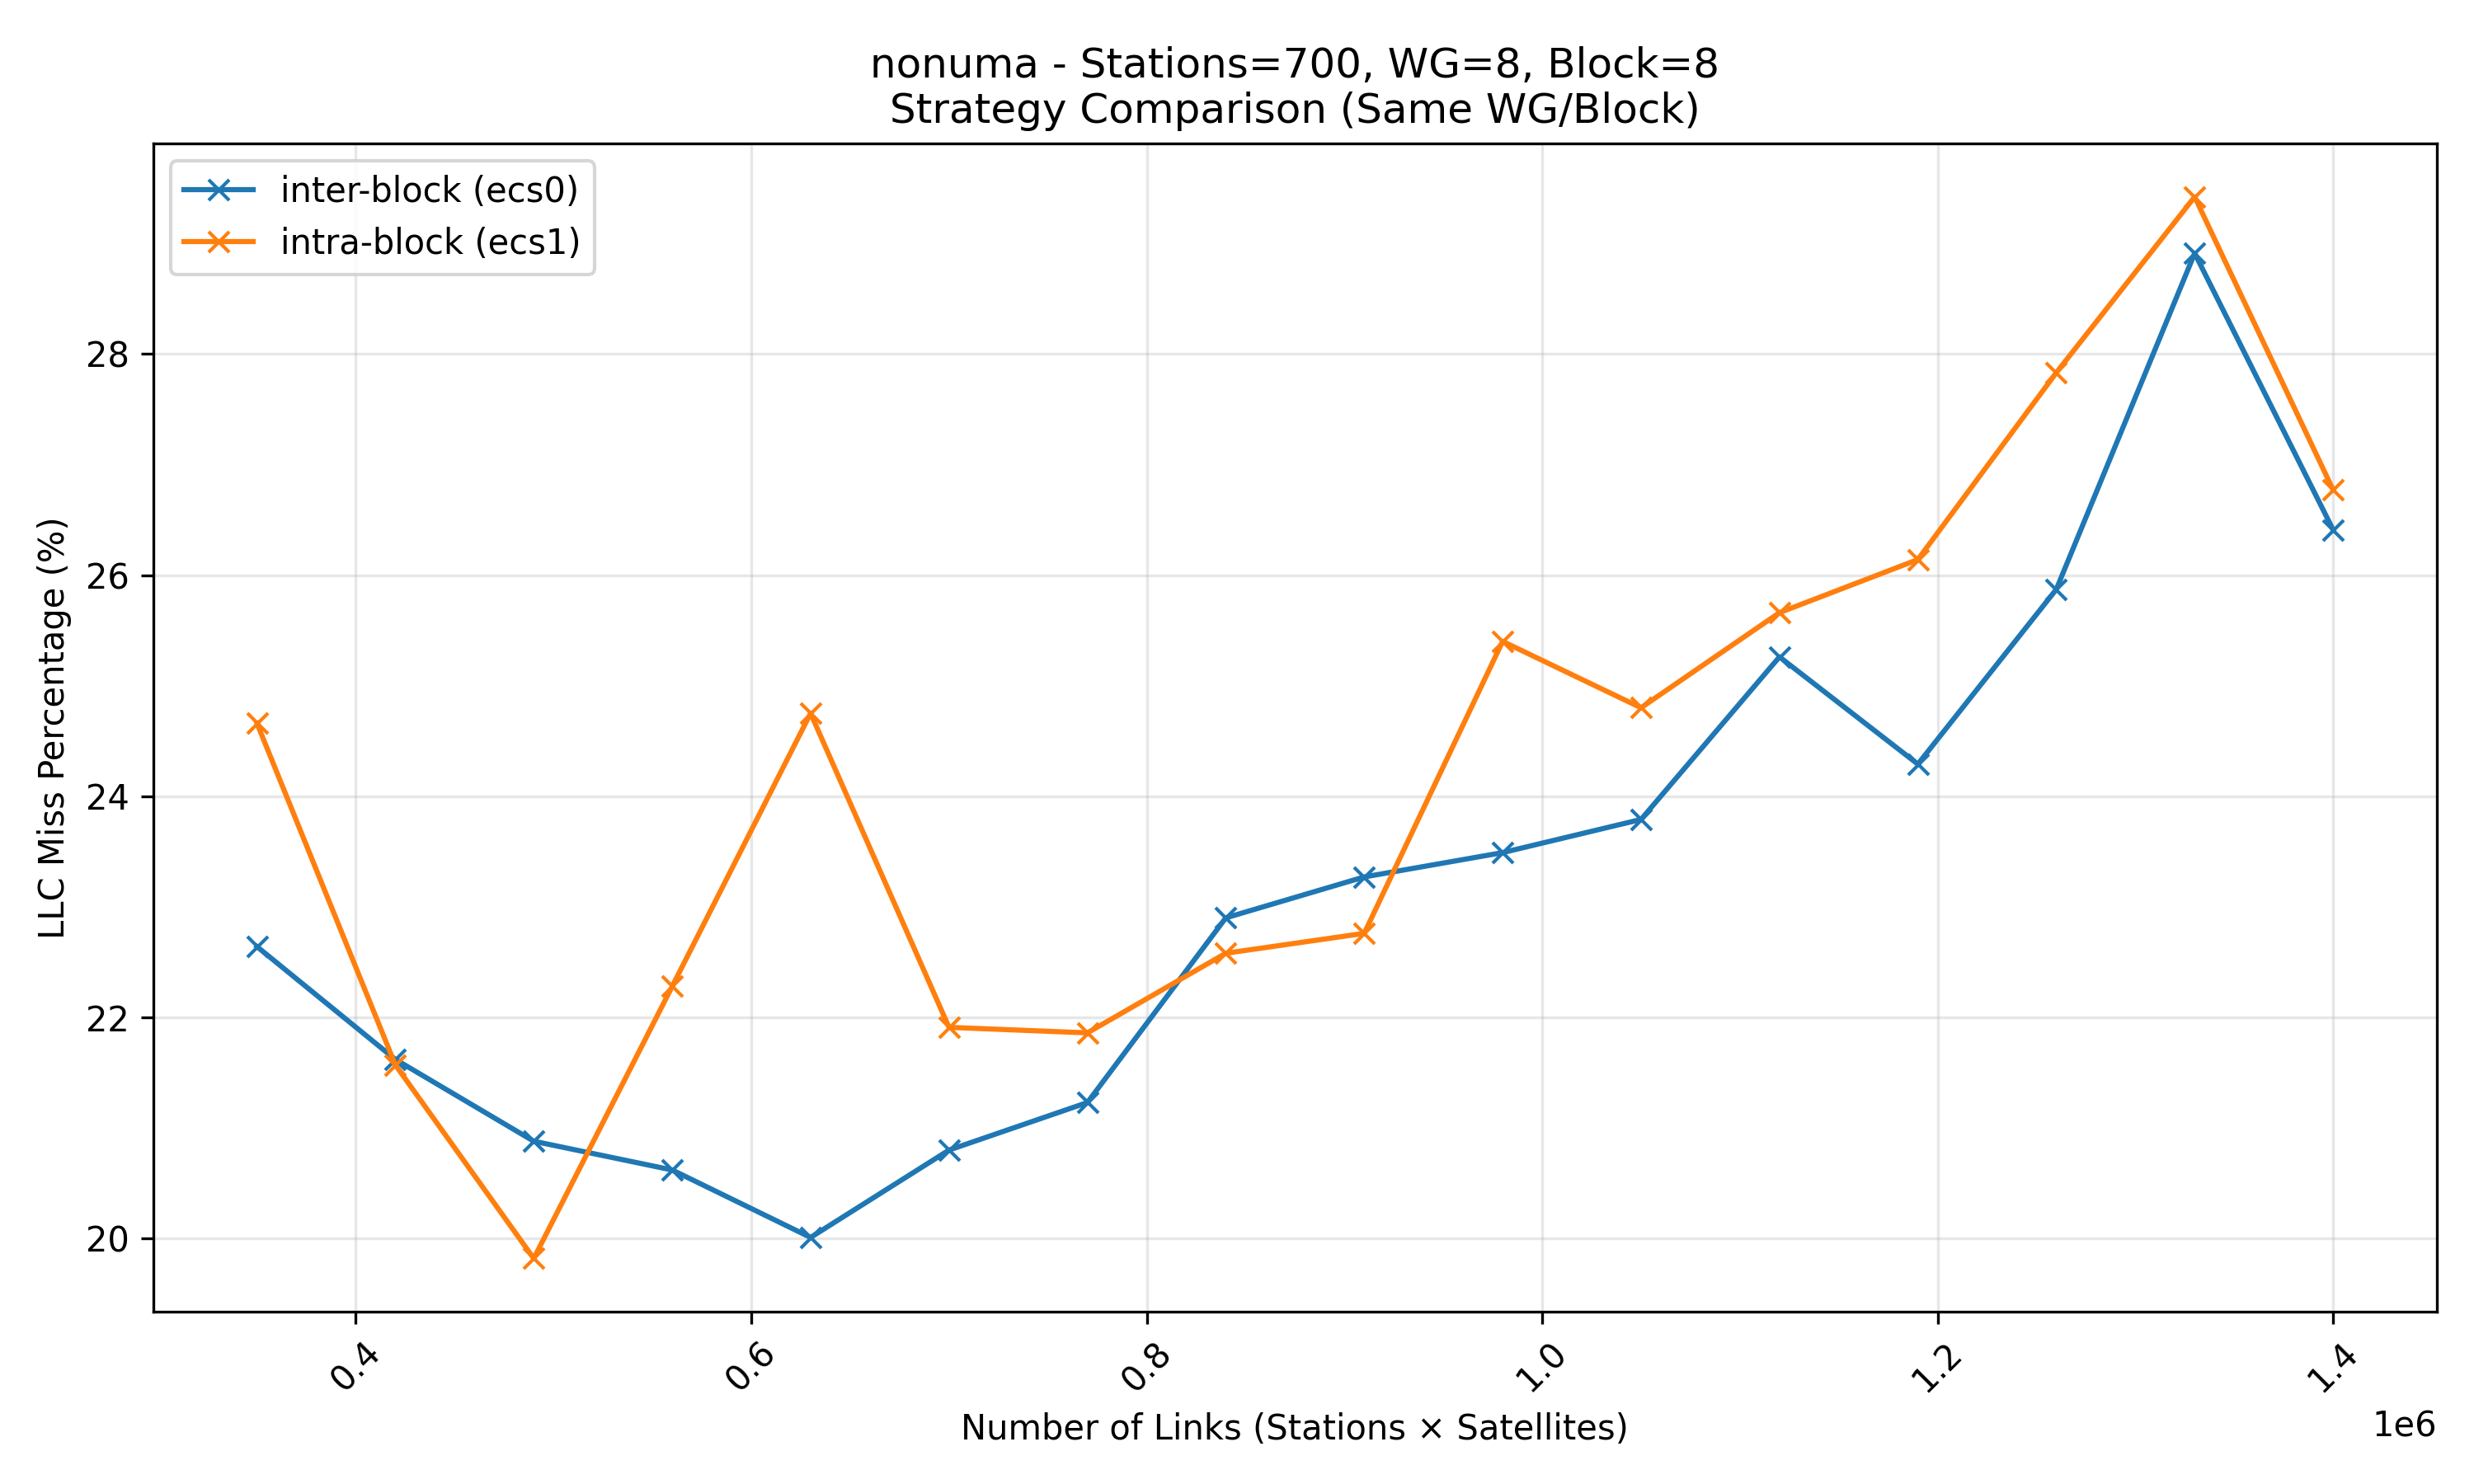 nonuma - Stations=700, WG=8, Block=8
Strategy Comparison (Same WG/Block)
inter-block (ecs0)
intra-block (ecs1)
LLC Miss Percentage (%)
28
26
24
22
20
0.4
0.6
0.8
1.0
1.2
1.4
1e6
Number of Links (Stations × Satellites)